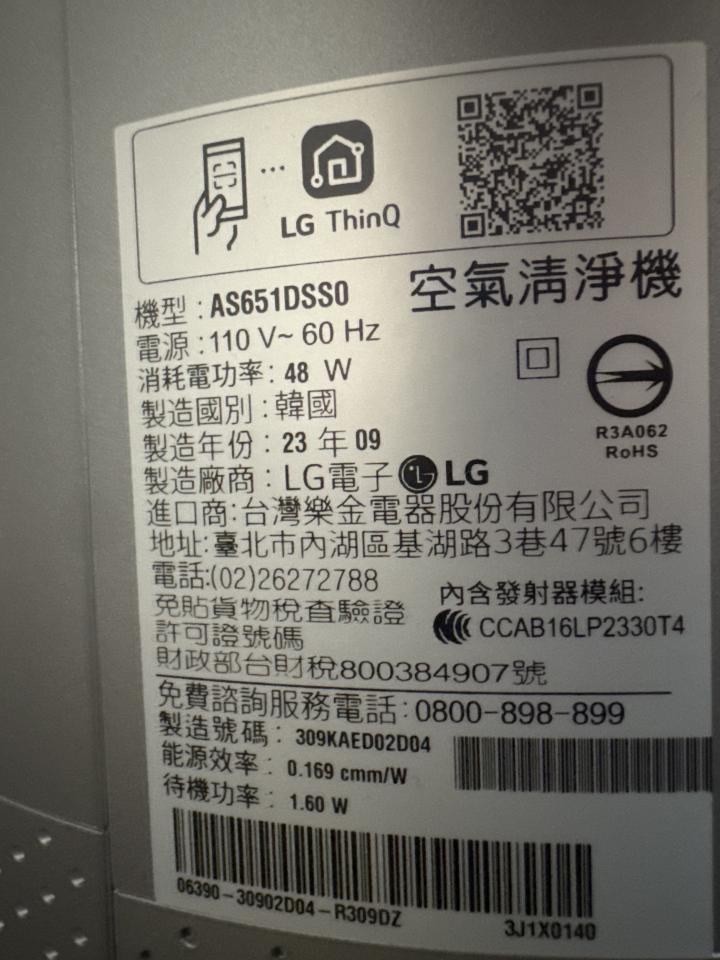 LG ThinQ
空氣清淨機
機型:AS651DSS0
電源:110 V~ 60 Hz
消耗電功率: 48 W
製造國別:韓國
製造年份: 23 年 09
R3A062
RoHS
製造廠商:LG電子 LG
進口商:台灣樂金電器股份有限公司
地址:臺北市內湖區基湖路3巷47號6樓
電話:(02)26272788
免貼貨物稅查驗證
許可證號碼
財政部台財稅800384907號
內含發射器模組:
CCAB16LP2330T4
免費諮詢服務電話:0800-898-899
製造號碼: 309KAED02D04
能源效率: 0.169 cmm/W
待機功率: 1.60 W
06390-30902D04-R309DZ
3J1X0140